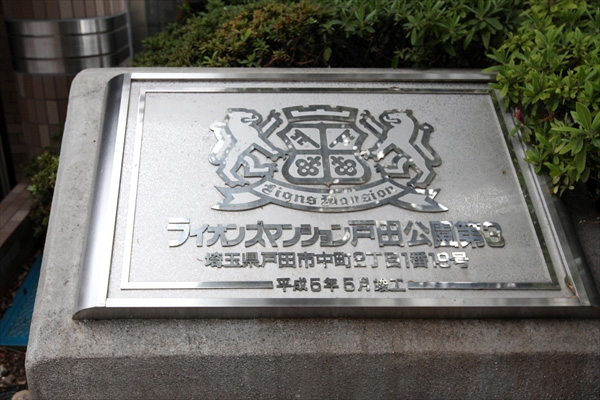 Lions Mansion
ライオンズマンション戸田公園第3
埼玉県戸田市中町2丁目1番19号
平成5年5月竣工